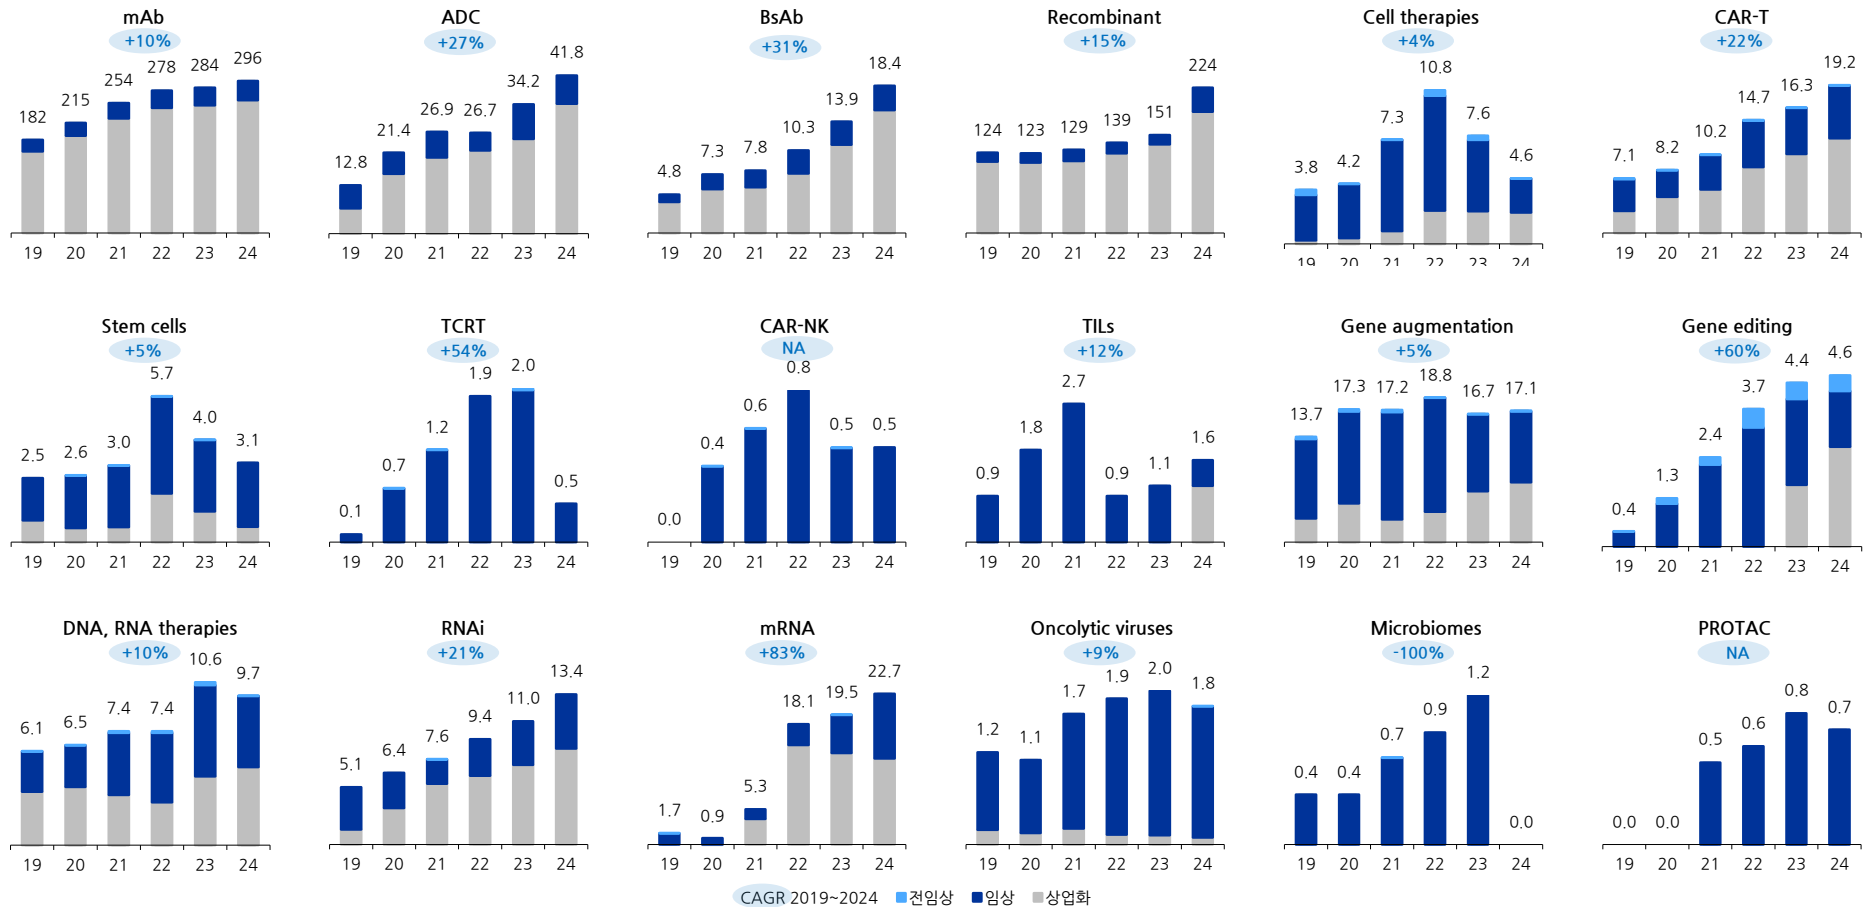 mAb
+10%
182 215 254 278 284 296
19 20 21 22 23 24
ADC
+27%
12.8 21.4 26.9 26.7 34.2 41.8
19 20 21 22 23 24
BsAb
+31%
4.8 7.3 7.8 10.3 13.9 18.4
19 20 21 22 23 24
Recombinant
+15%
124 123 129 139 151 224
19 20 21 22 23 24
Cell therapies
+4%
3.8 4.2 7.3 10.8 7.6 4.6
19 20 21 22 23 24
CAR-T
+22%
7.1 8.2 10.2 14.7 16.3 19.2
19 20 21 22 23 24
Stem cells
+5%
2.5 2.6 3.0 5.7 4.0 3.1
19 20 21 22 23 24
TCRT
+54%
0.1 0.7 1.2 1.9 2.0 0.5
19 20 21 22 23 24
CAR-NK
NA
0.0 0.4 0.6 0.8 0.5 0.5
19 20 21 22 23 24
TILs
+12%
0.9 1.8 2.7 0.9 1.1 1.6
19 20 21 22 23 24
Gene augmentation
+5%
13.7 17.3 17.2 18.8 16.7 17.1
19 20 21 22 23 24
Gene editing
+60%
0.4 1.3 2.4 3.7 4.4 4.6
19 20 21 22 23 24
DNA, RNA therapies
+10%
6.1 6.5 7.4 7.4 10.6 9.7
19 20 21 22 23 24
RNAi
+21%
5.1 6.4 7.6 9.4 11.0 13.4
19 20 21 22 23 24
mRNA
+83%
1.7 0.9 5.3 18.1 19.5 22.7
19 20 21 22 23 24
Oncolytic viruses
+9%
1.2 1.1 1.7 1.9 2.0 1.8
19 20 21 22 23 24
Microbiomes
-100%
0.4 0.4 0.7 0.9 1.2 0.0
19 20 21 22 23 24
PROTAC
NA
0.0 0.0 0.5 0.6 0.8 0.7
19 20 21 22 23 24
CAGR 2019~2024 전임상 임상 상업화